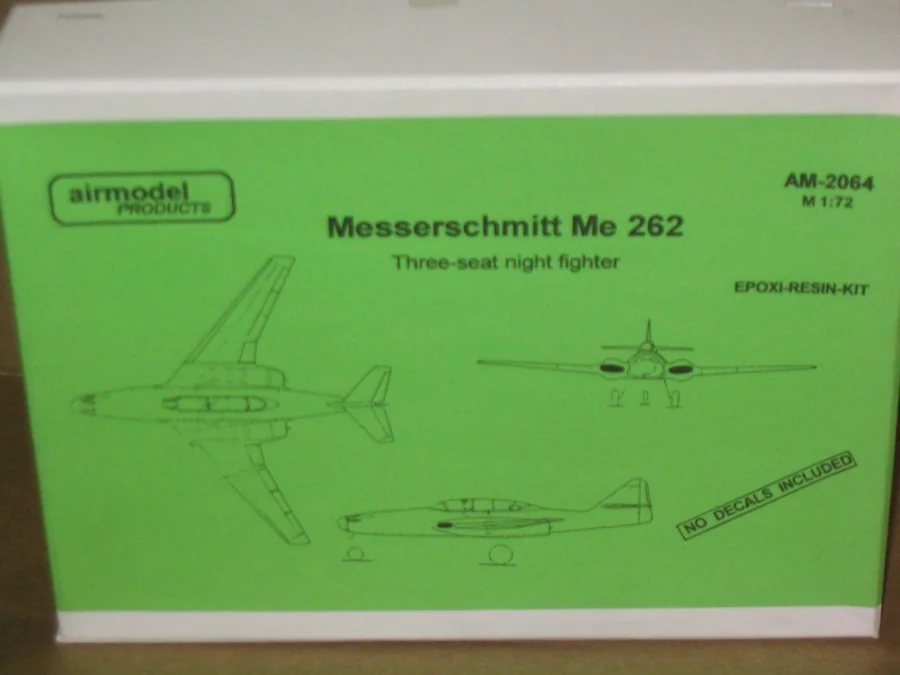 airmodel
PRODUCTS
AM-2064
M 1:72
Messerschmitt Me 262
Three-seat night fighter
EPOXI-RESIN-KIT
NO DECALS INCLUDED